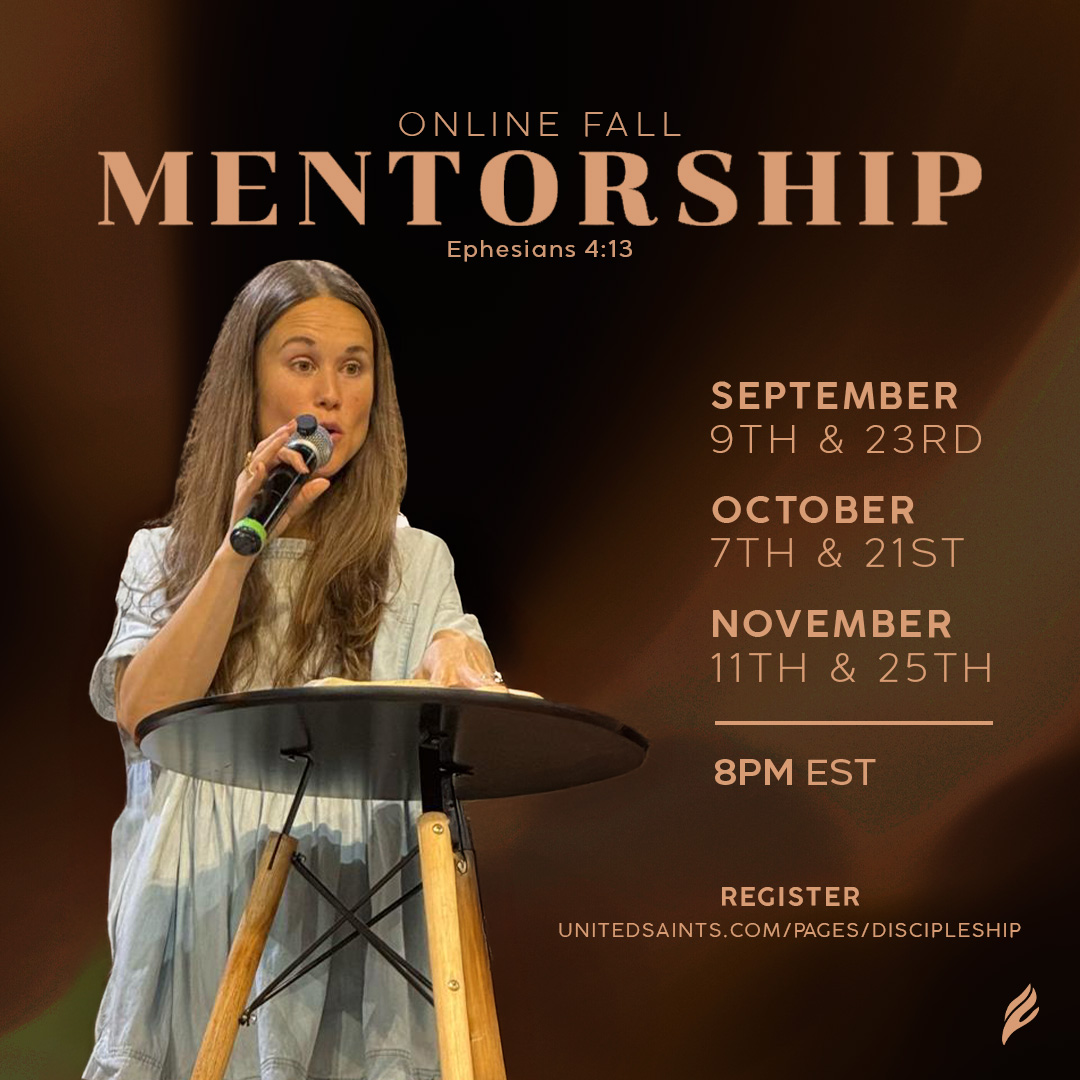 ONLINE FALL
MENTORSHIP
Ephesians 4:13
SEPTEMBER
9TH & 23RD
OCTOBER
7TH & 21ST
NOVEMBER
11TH & 25TH
8PM EST
REGISTER
UNITEDSAINTS.COM/PAGES/DISCIPLESHIP